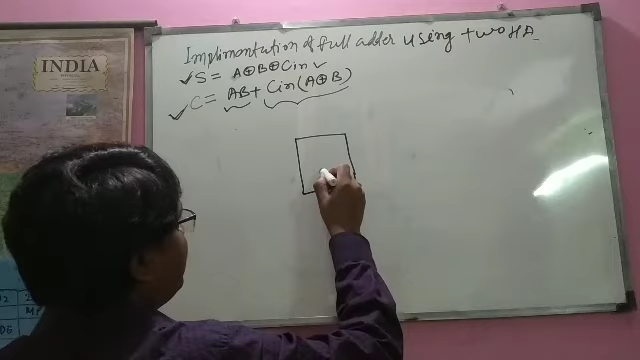 Implimentation of full adder using two HA
S = A⊕B⊕Cin
C = AB + Cin(A⊕B)
INDIA